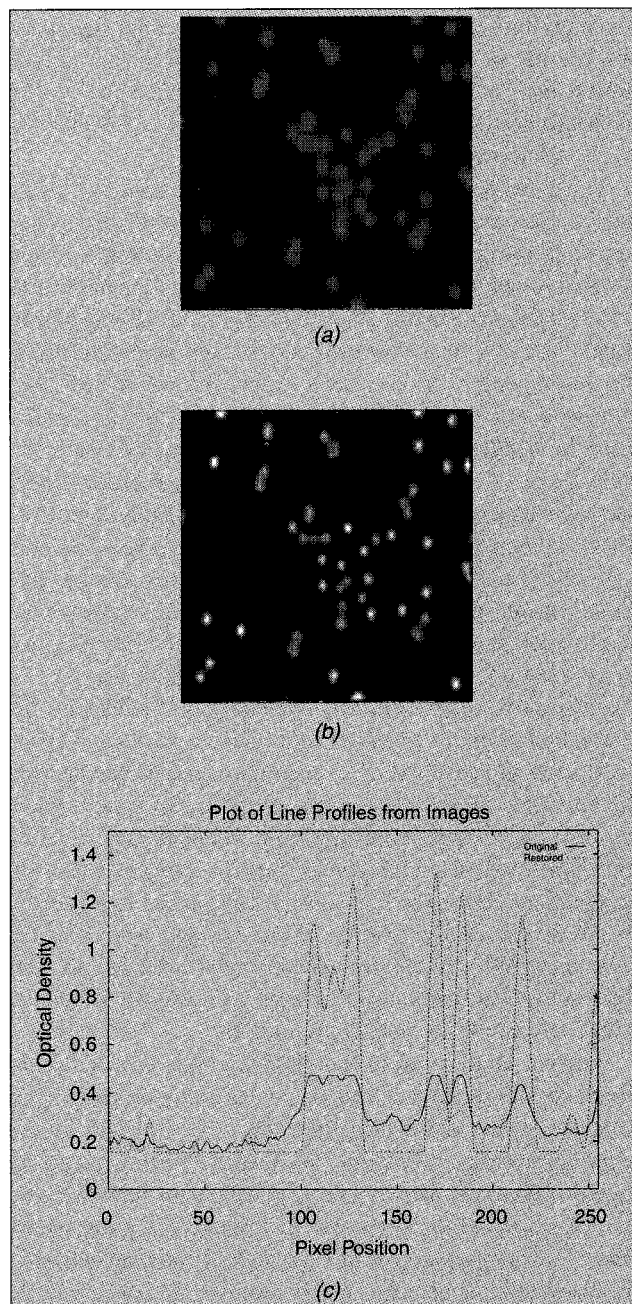 (a)
(b)
Plot of Line Profiles from Images
Original
Restored
1.4
1.2
1
0.8
0.6
0.4
0.2
0
Optical Density
0 50 100 150 200 250
Pixel Position
(c)